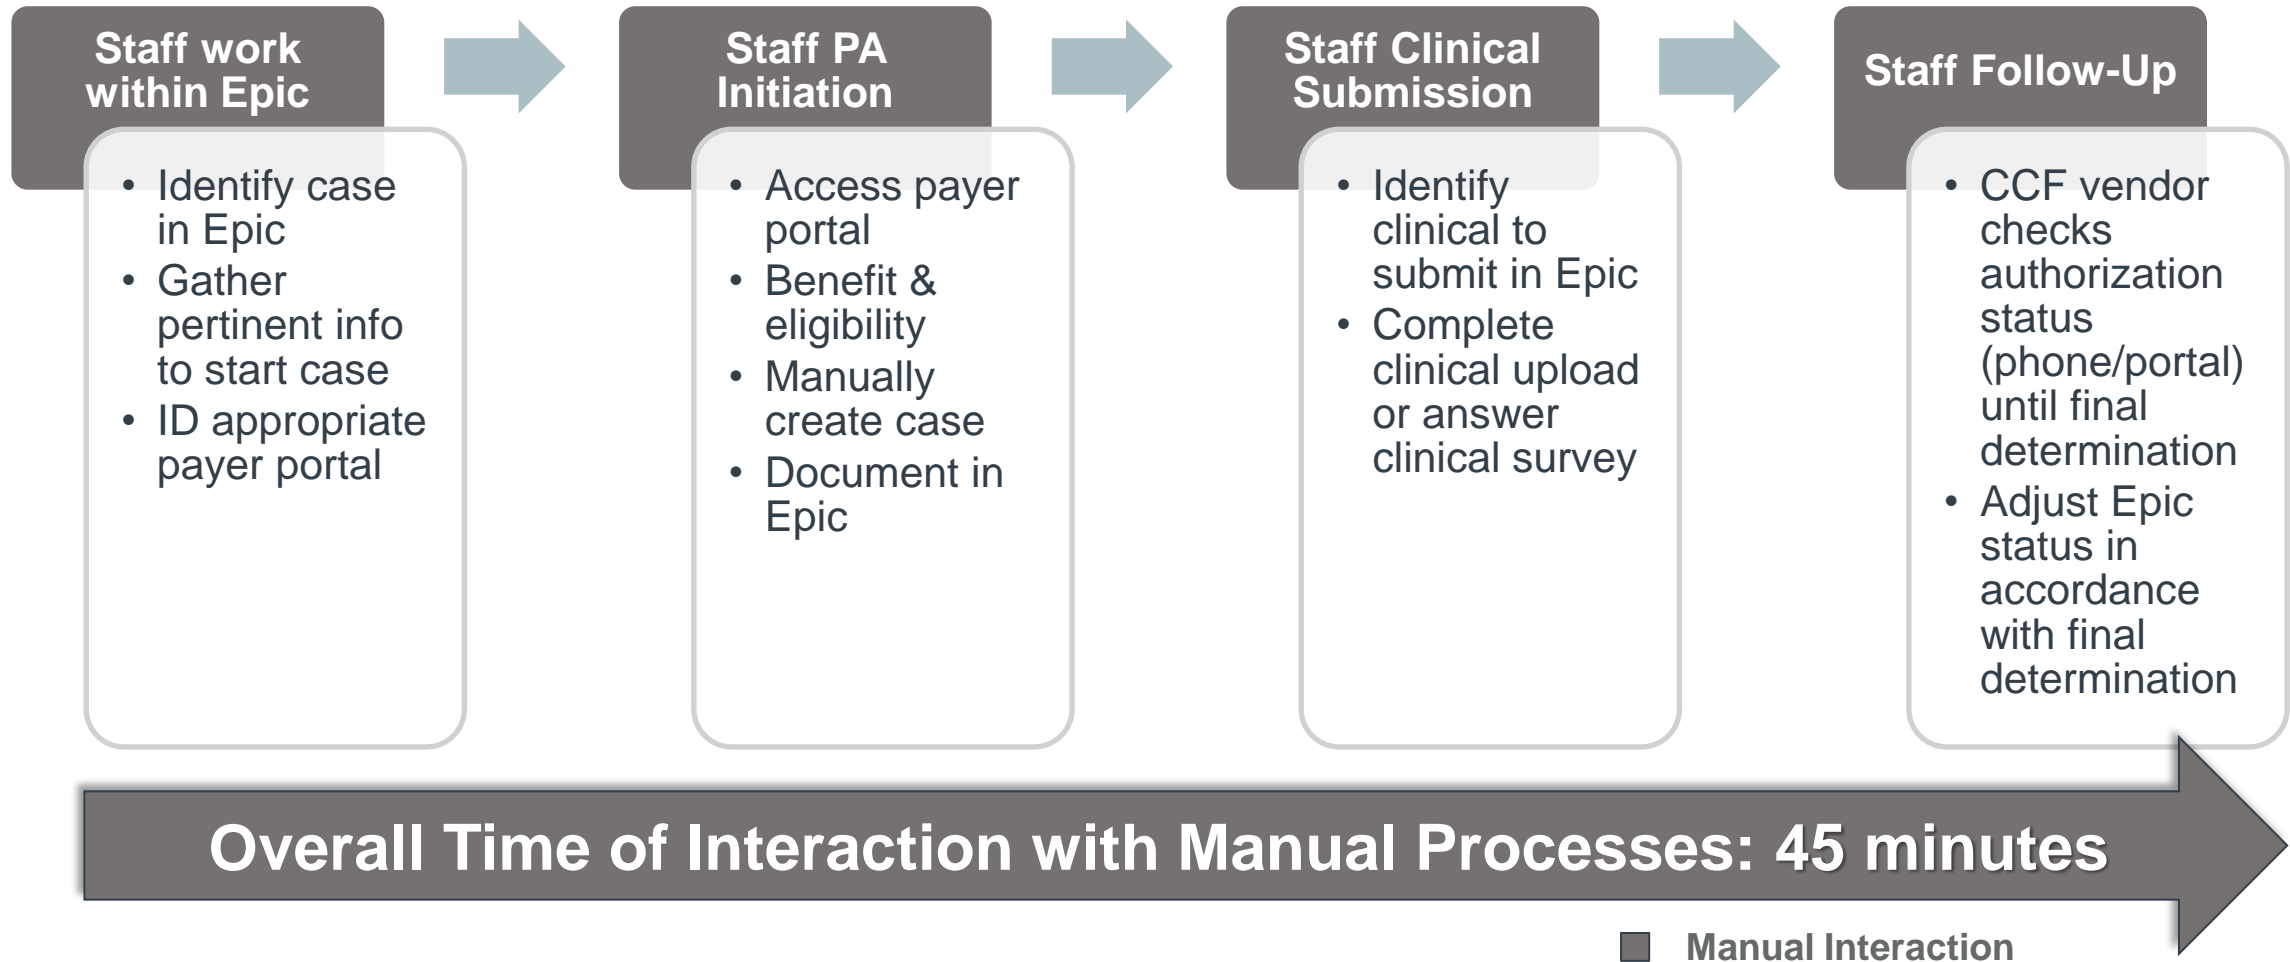 Staff work
within Epic
• Identify case
in Epic
• Gather
pertinent info
to start case
• ID appropriate
payer portal
Staff PA
Initiation
• Access payer
portal
• Benefit &
eligibility
• Manually
create case
• Document in
Epic
Staff Clinical
Submission
• Identify
clinical to
submit in Epic
• Complete
clinical upload
or answer
clinical survey
Staff Follow-Up
• CCF vendor
checks
authorization
status
(phone/portal)
until final
determination
• Adjust Epic
status in
accordance
with final
determination
Overall Time of Interaction with Manual Processes: 45 minutes
Manual Interaction